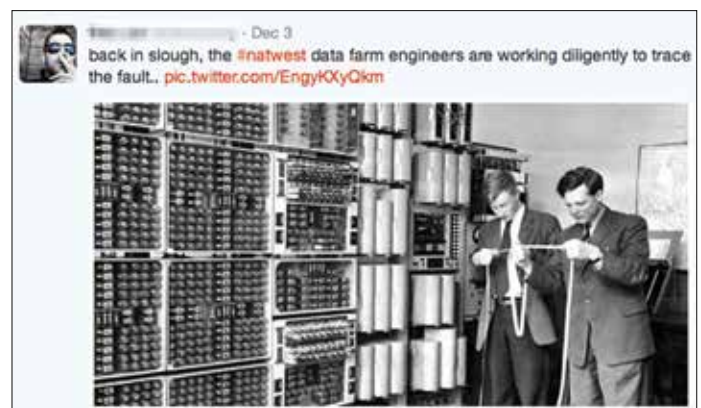 · Dec 3
back in slough, the #natwest data farm engineers are working diligently to trace
the fault.. pic.twitter.com/EngyKXyQkm